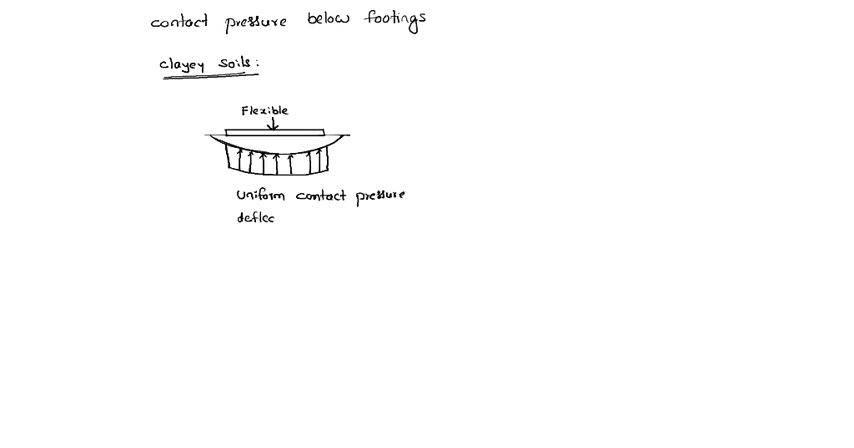 contact pressure below footings
clayey soils:
Flexible
Uniform contact pressure
deflec